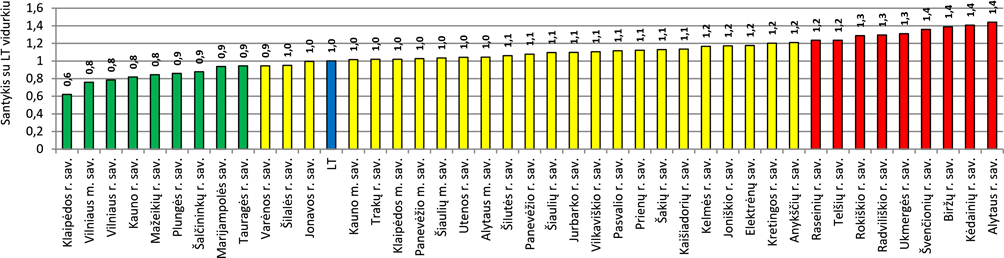 Santykis su LT vidurkiu
1,6
1,4
1,2
1
0,8
0,6
0,4
0,2
0
0,6
0,8
0,8
0,8
0,8
0,9
0,9
0,9
0,9
0,9
1,0
1,0
1,0
1,0
1,0
1,0
1,0
1,0
1,0
1,0
1,1
1,1
1,1
1,1
1,1
1,1
1,1
1,1
1,1
1,2
1,2
1,2
1,2
1,2
1,2
1,2
1,3
1,3
1,3
1,4
1,4
1,4
1,4
Klaipėdos r. sav.
Vilniaus m. sav.
Vilniaus r. sav.
Kauno r. sav.
Mažeikių r. sav.
Plungės r. sav.
Šalčininkų r. sav.
Marijampolės sav
Tauragės r. sav.
Varėnos r. sav.
Šilalės r. sav.
Jonavos r. sav.
LT
Kauno m. sav.
Trakų r. sav.
Klaipėdos m. sav.
Panevėžio m. sav.
Šiaulių m. sav.
Utenos r. sav.
Alytaus m. sav.
Šilutės r. sav.
Panevėžio r. sav.
Šiaulių r. sav.
Jurbarko r. sav.
Vilkaviškio r. sav.
Pasvalio r. sav.
Prienų r. sav.
Šakių r. sav.
Kaišiadorių r. sav.
Kelmės r. sav.
Joniškio r. sav.
Elektrėnų sav.
Kretingos r. sav.
Anykščių r. sav.
Raseinių r. sav.
Telšių r. sav.
Rokiškio r. sav.
Radviliškio r. sav.
Ukmergės r. sav.
Švenčionių r. sav.
Biržų r. sav.
Kėdainių r. sav.
Alytaus r. sav.